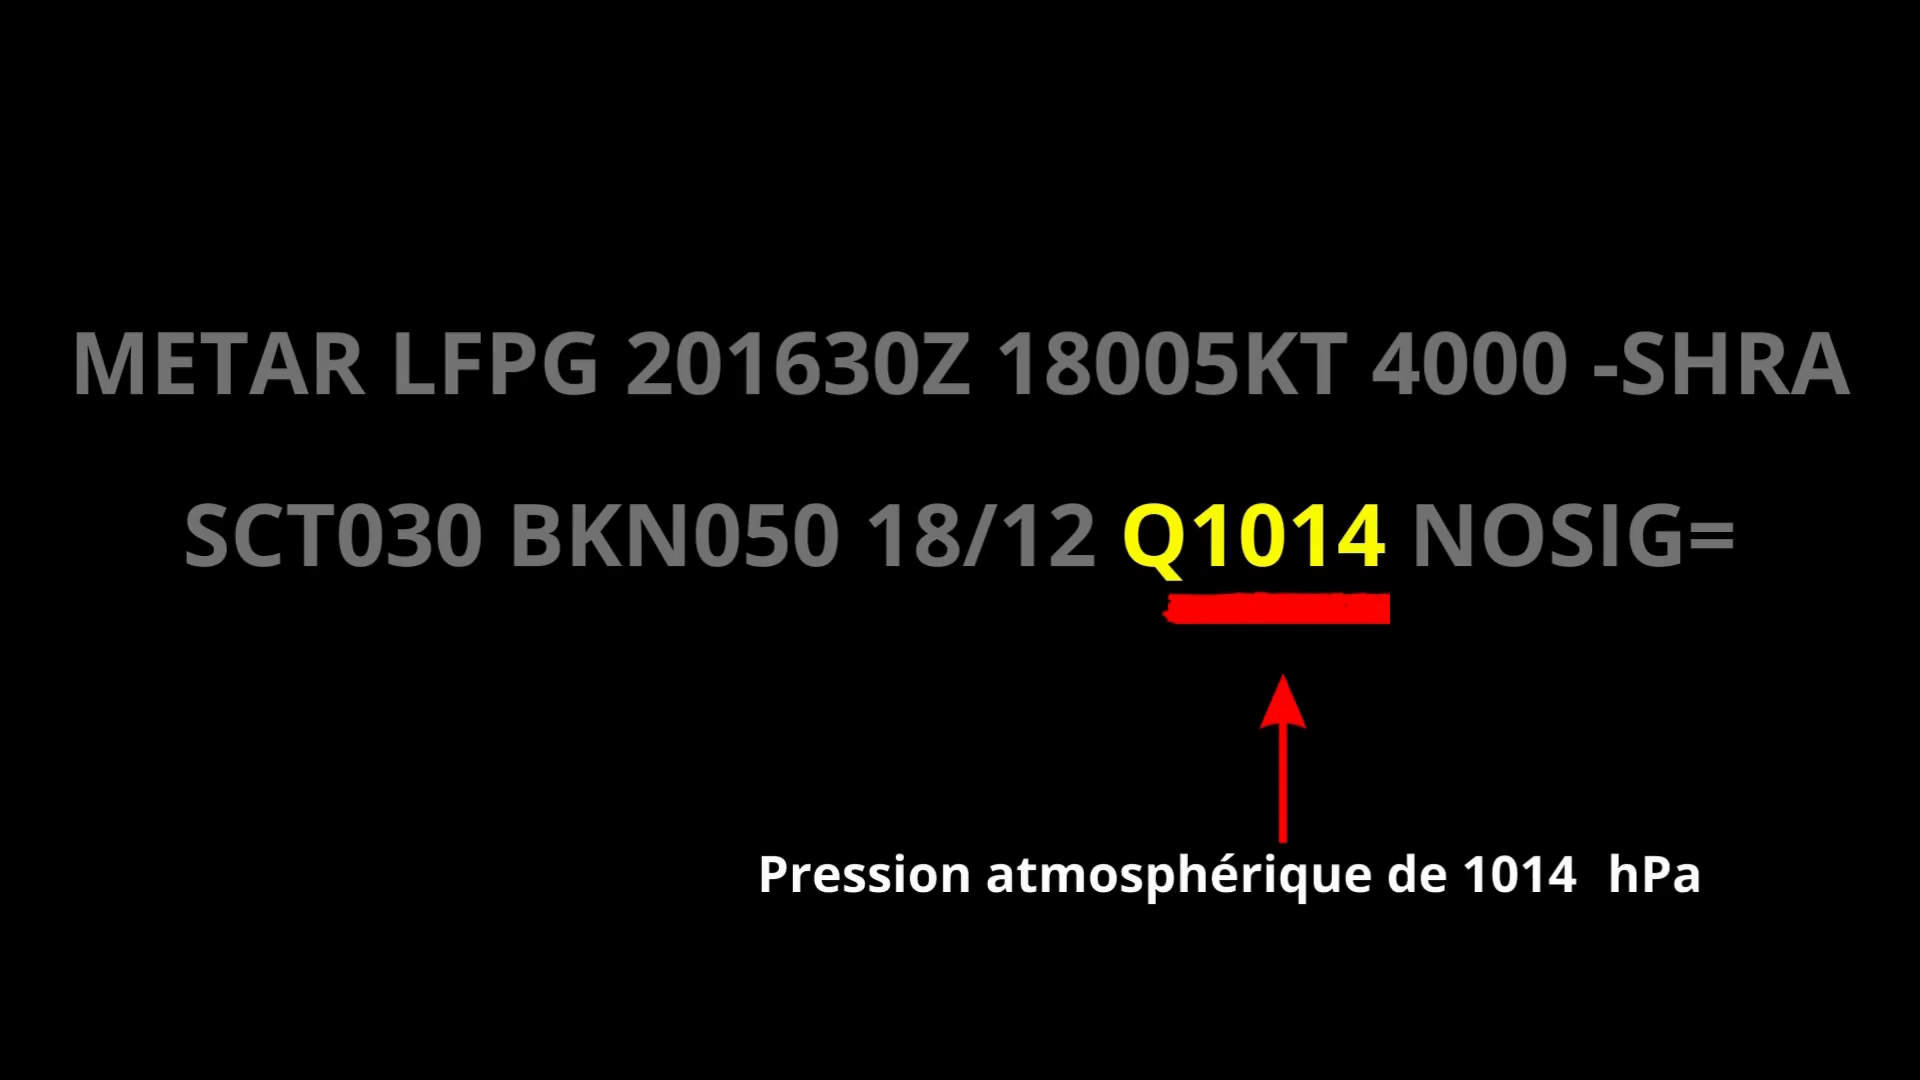 METAR LFPG 201630Z 18005KT 4000 -SHRA
SCT030 BKN050 18/12 Q1014 NOSIG=
Pression atmosphérique de 1014 hPa